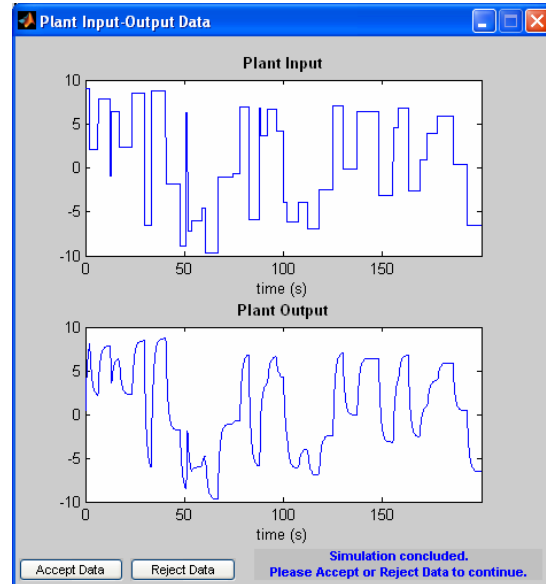 Plant Input-Output Data
Plant Input
10
5
0
-5
-10
0 50 100 150
time (s)
Plant Output
10
5
0
-5
-10
0 50 100 150
time (s)
Accept Data Reject Data
Simulation concluded.
Please Accept or Reject Data to continue.